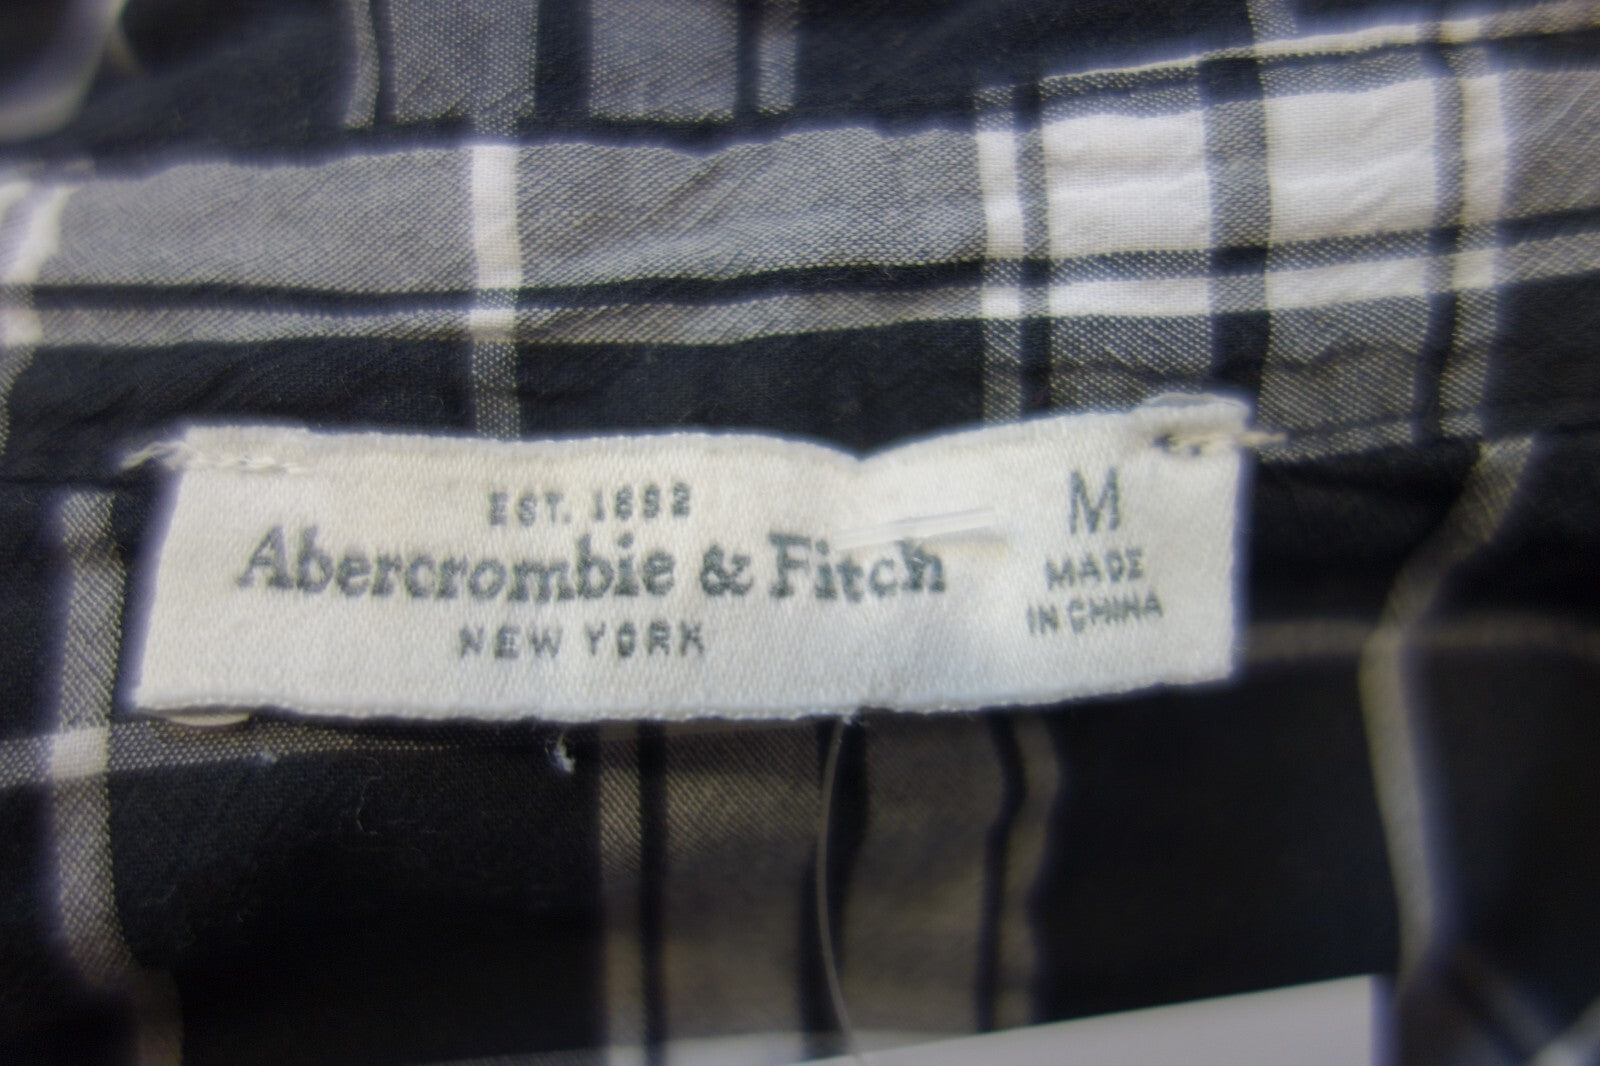 EST. 1892
Abercrombie & Fitch
NEW YORK
M
MADE
IN CHINA